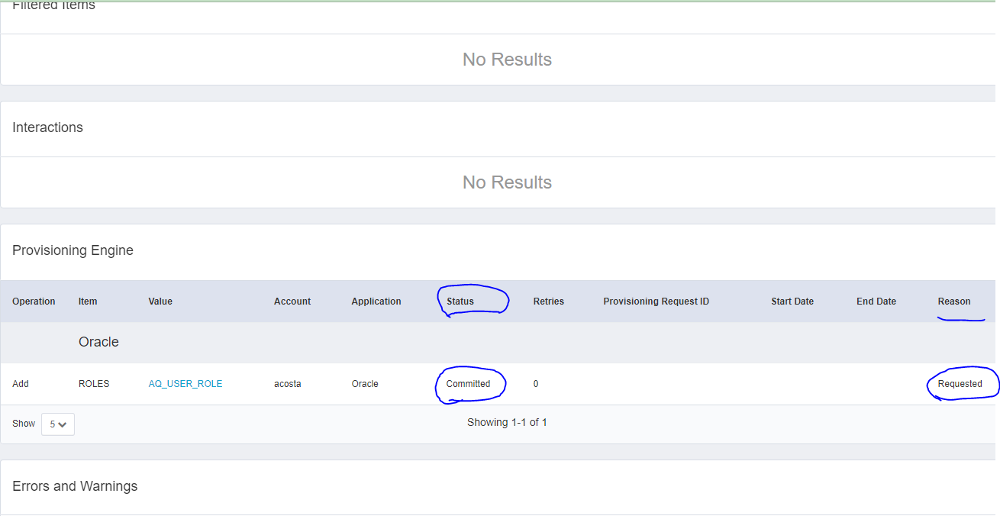 Filtered Items
No Results
Interactions
No Results
Provisioning Engine
Operation Item Value Account Application Status Retries Provisioning Request ID Start Date End Date Reason
Oracle
Add ROLES AQ_USER_ROLE acosta Oracle Committed 0 Requested
Show 5 Showing 1-1 of 1
Errors and Warnings